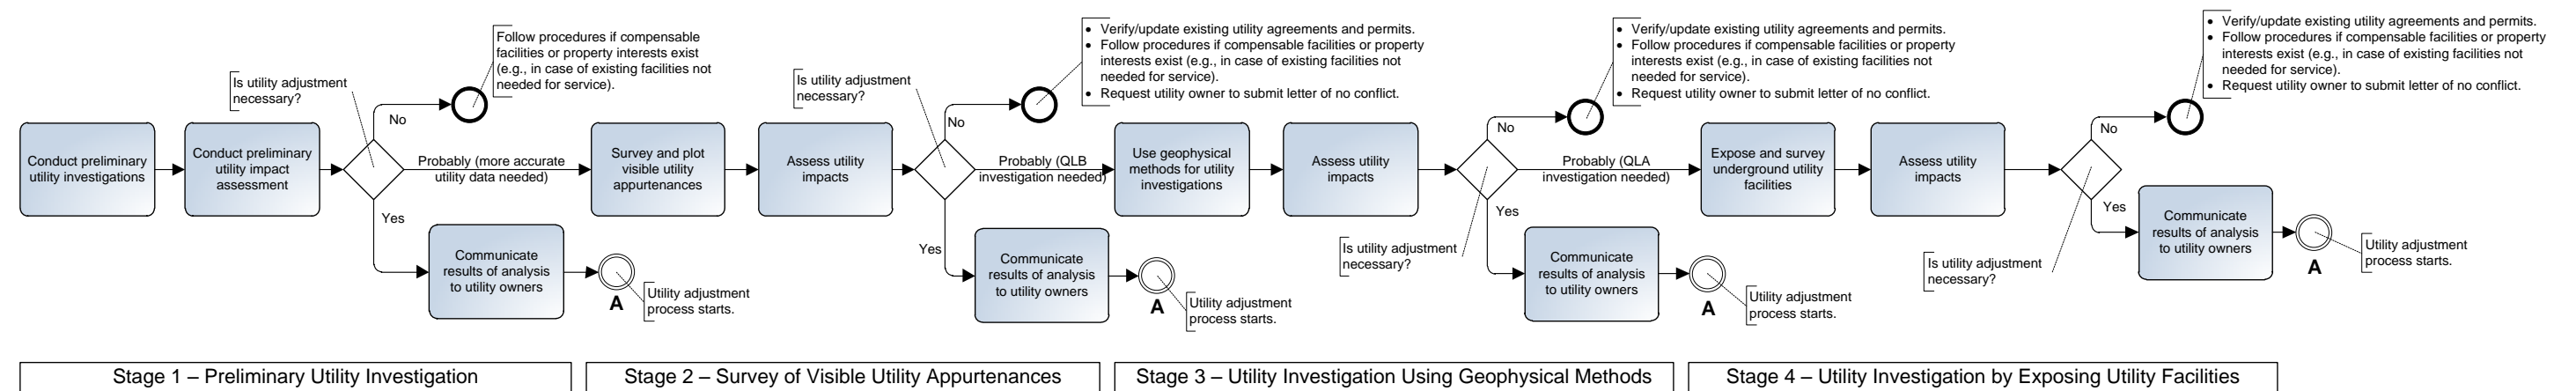 Conduct preliminary
utility investigations
Conduct preliminary
utility impact
assessment
Is utility adjustment
necessary?
No
Follow procedures if compensable
facilities or property interests exist
(e.g., in case of existing facilities not
needed for service).
Probably (more accurate
utility data needed)
Yes
Communicate
results of analysis
to utility owners
A
Utility adjustment
process starts.
Survey and plot
visible utility
appurtenances
Assess utility
impacts
Is utility adjustment
necessary?
No
• Verify/update existing utility agreements and permits.
• Follow procedures if compensable facilities or property
interests exist (e.g., in case of existing facilities not
needed for service).
• Request utility owner to submit letter of no conflict.
Probably (QLB
investigation needed)
Yes
Communicate
results of analysis
to utility owners
A
Utility adjustment
process starts.
Use geophysical
methods for utility
investigations
Assess utility
impacts
Is utility adjustment
necessary?
No
• Verify/update existing utility agreements and permits.
• Follow procedures if compensable facilities or property
interests exist (e.g., in case of existing facilities not
needed for service).
• Request utility owner to submit letter of no conflict.
Probably (QLA
investigation needed)
Yes
Communicate
results of analysis
to utility owners
A
Utility adjustment
process starts.
Expose and survey
underground utility
facilities
Assess utility
impacts
Is utility adjustment
necessary?
No
• Verify/update existing utility agreements and permits.
• Follow procedures if compensable facilities or property
interests exist (e.g., in case of existing facilities not
needed for service).
• Request utility owner to submit letter of no conflict.
Yes
Communicate
results of analysis
to utility owners
A
Utility adjustment
process starts.
Stage 1 – Preliminary Utility Investigation
Stage 2 – Survey of Visible Utility Appurtenances
Stage 3 – Utility Investigation Using Geophysical Methods
Stage 4 – Utility Investigation by Exposing Utility Facilities